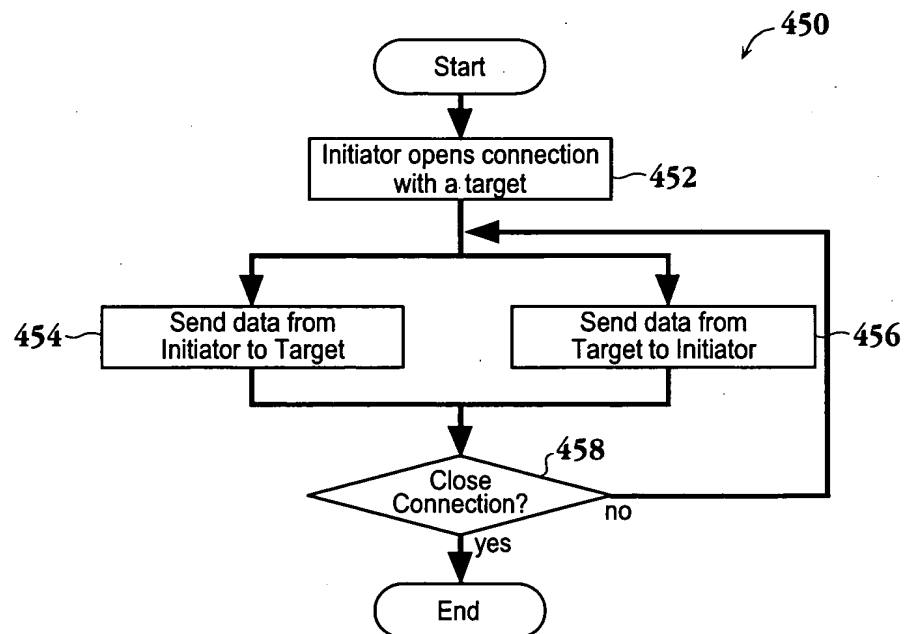 450
Start
Initiator opens connection
with a target
452
454
Send data from
Initiator to Target
Send data from
Target to Initiator
456
458
Close
Connection?
no
yes
End